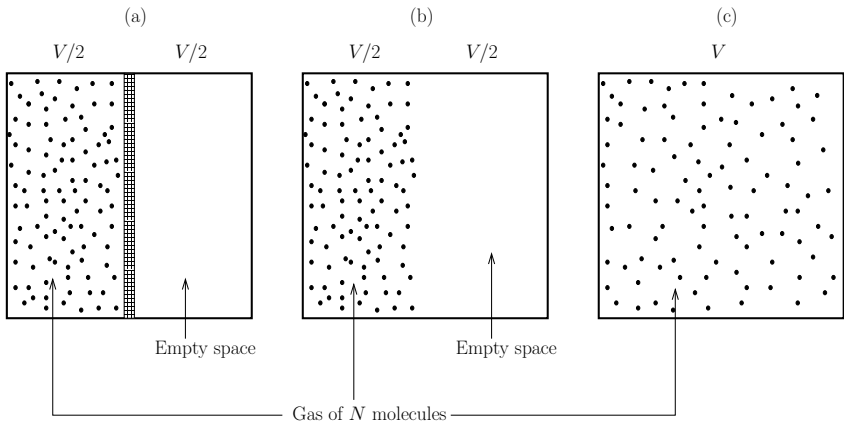 (a) (b) (c)
V/2 V/2 V/2 V/2 V
Empty space Empty space
Gas of N molecules